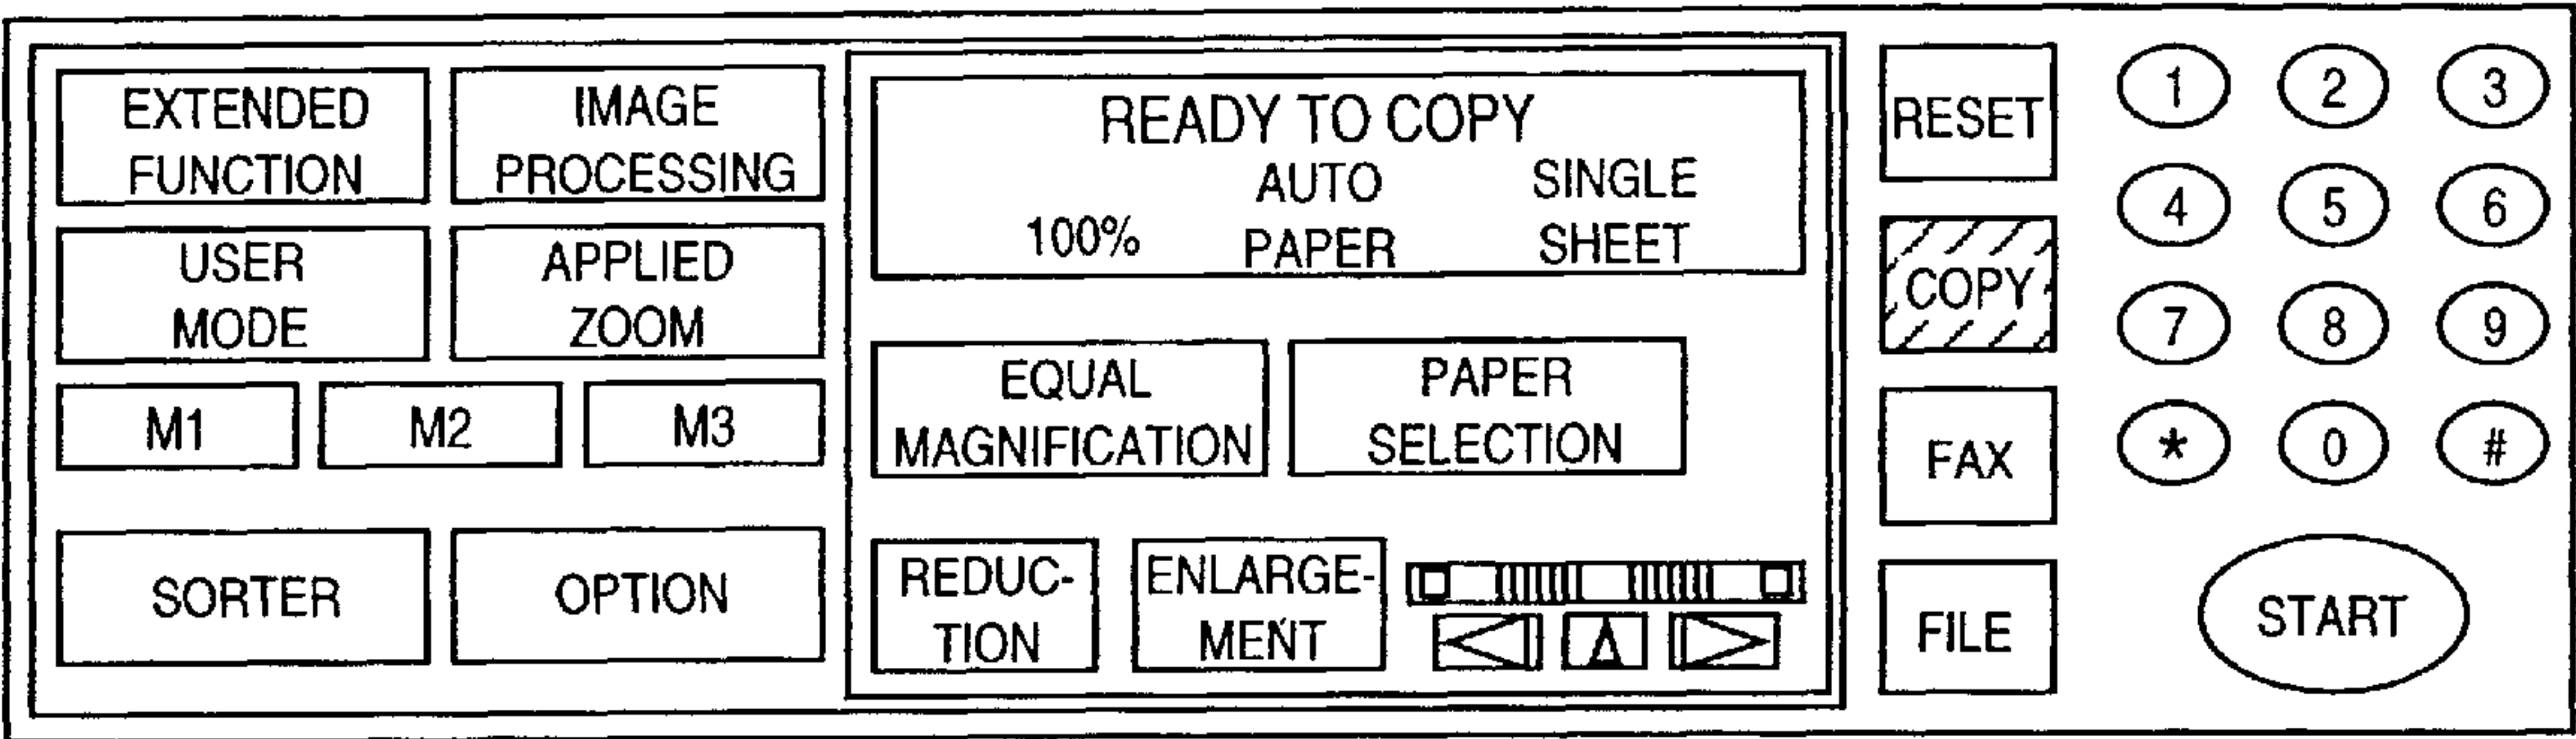 EXTENDED
FUNCTION
IMAGE
PROCESSING
USER
MODE
APPLIED
ZOOM
M1
M2
M3
SORTER
OPTION
READY TO COPY
100%
AUTO
PAPER
SINGLE
SHEET
EQUAL
MAGNIFICATION
PAPER
SELECTION
REDUC-
TION
ENLARGE-
MENT
A
RESET
COPY
FAX
FILE
1 2 3
4 5 6
7 8 9
* 0 #
START